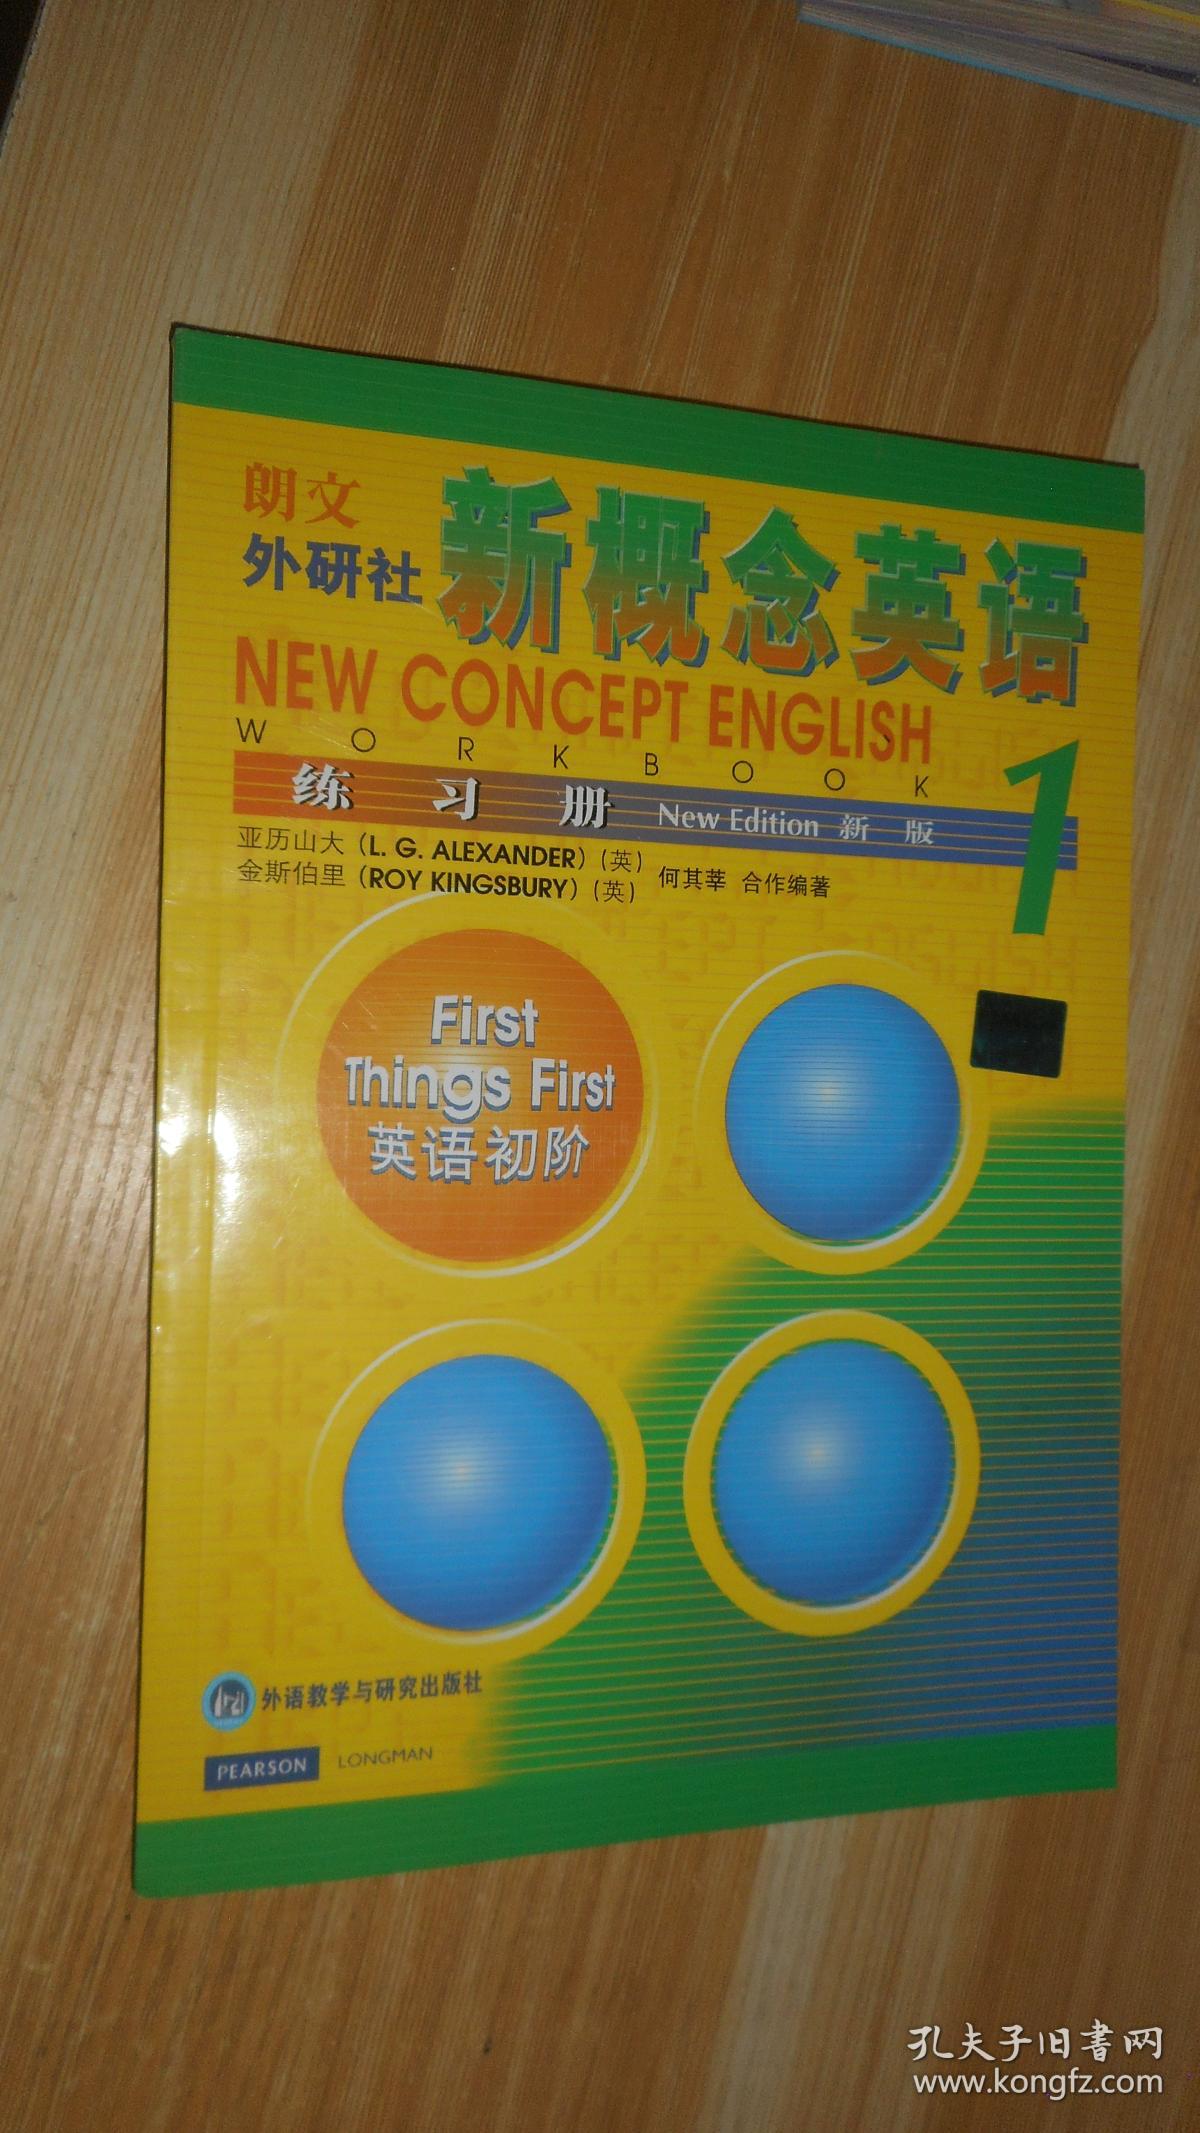 朗文
外研社
新概念英语
NEW CONCEPT ENGLISH
WORKBOOK
1
练习册 New Edition 新版
亚历山大（L. G. ALEXANDER）(英)
金斯伯里（ROY KINGSBURY）(英)
何其莘 合作编著
First
Things First
英语初阶
外语教学与研究出版社
PEARSON LONGMAN
孔夫子旧书网
www.kongfz.com